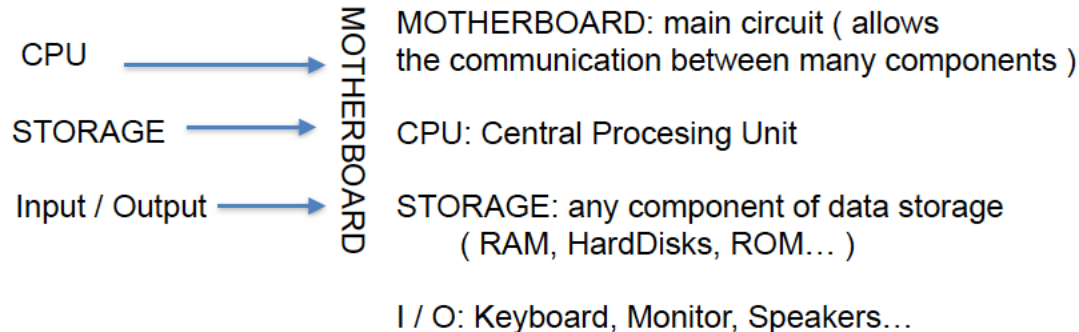 CPU
STORAGE
Input / Output
MOTHERBOARD
MOTHERBOARD: main circuit ( allows
the communication between many components )
CPU: Central Procesing Unit
STORAGE: any component of data storage
( RAM, HardDisks, ROM… )
I / O: Keyboard, Monitor, Speakers…